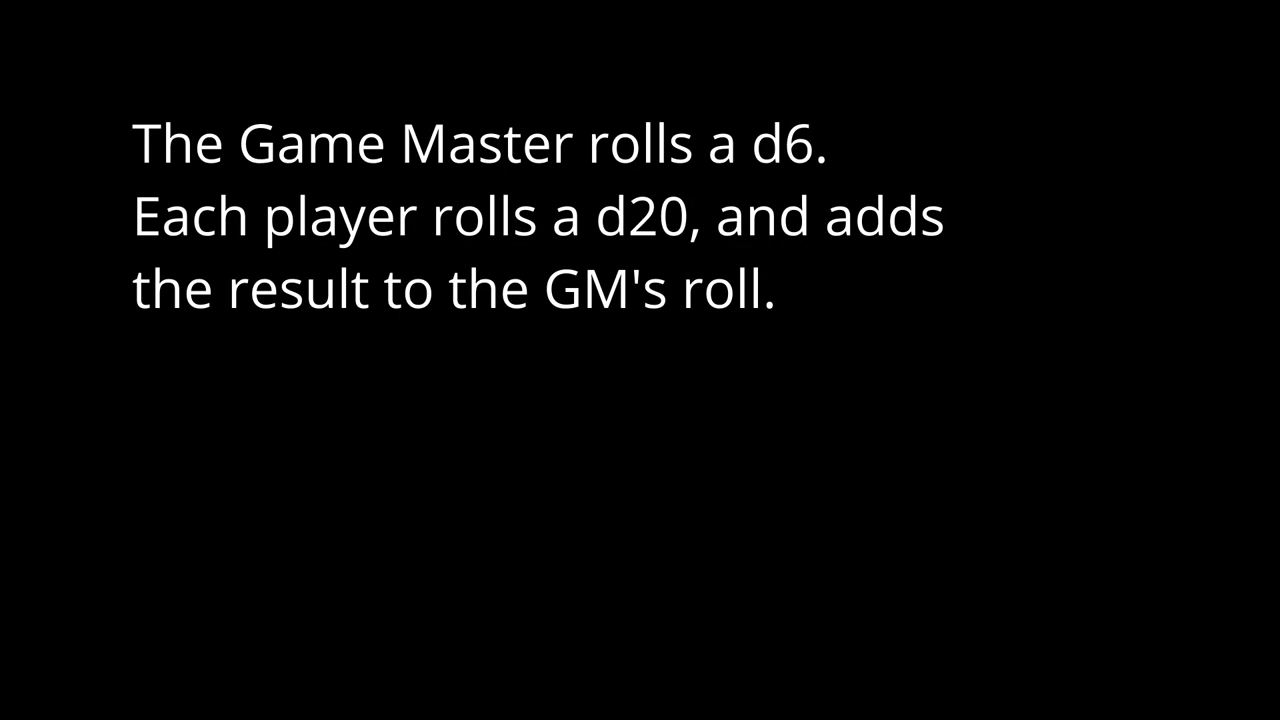 The Game Master rolls a d6.
Each player rolls a d20, and adds
the result to the GM's roll.